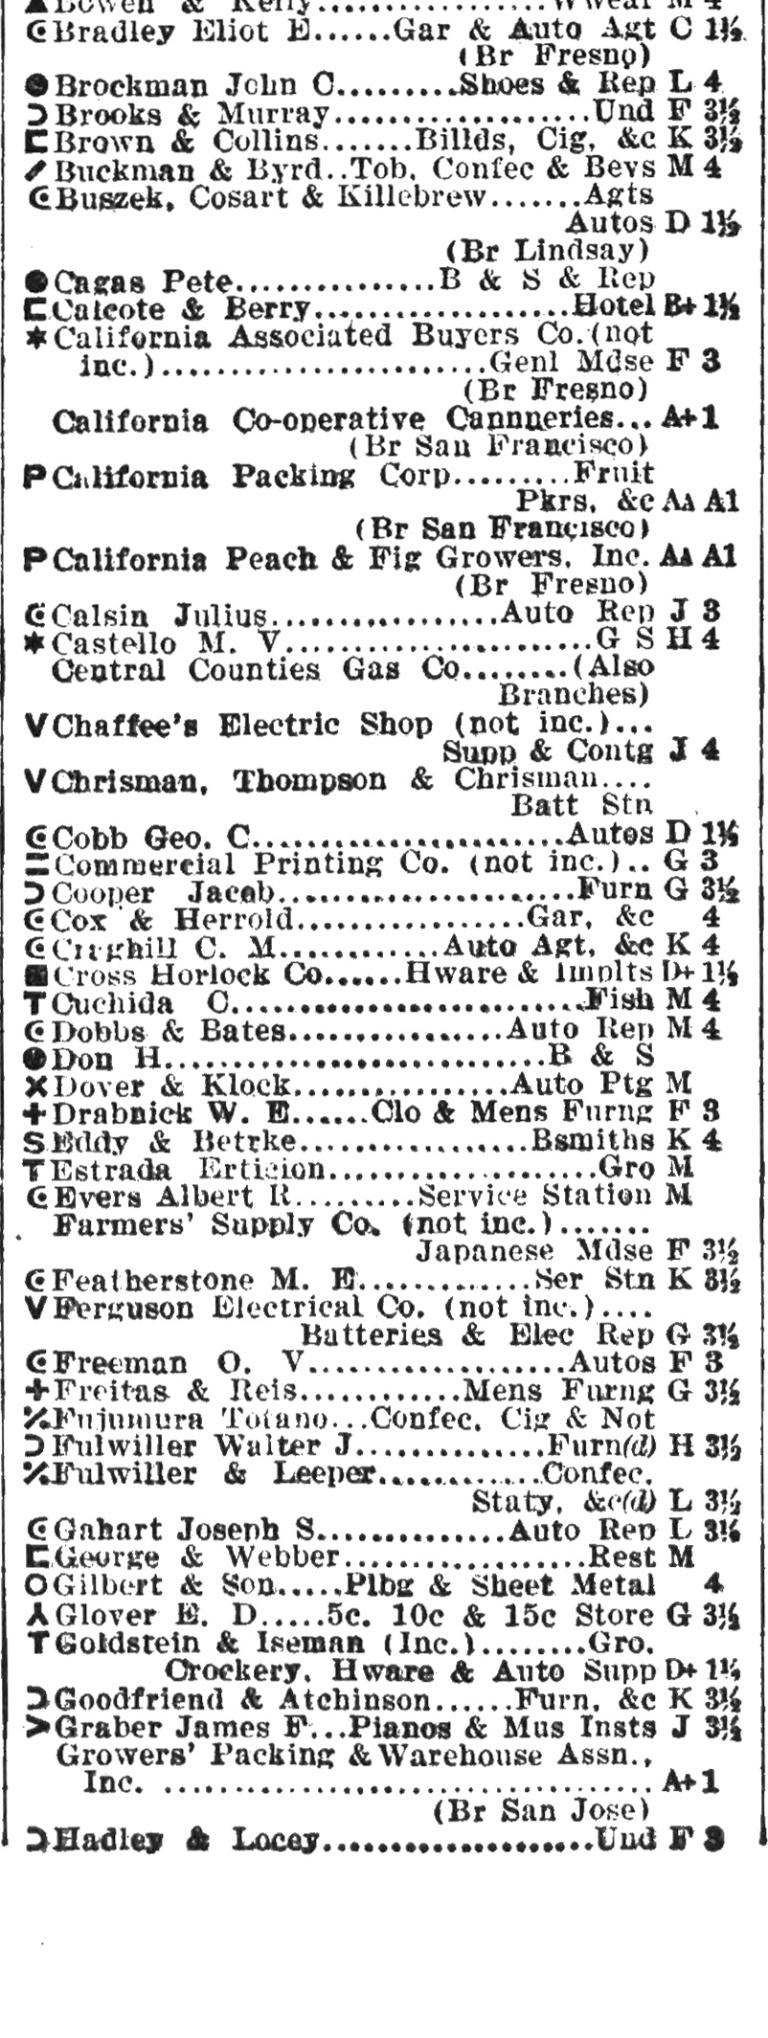 Bowen & Kelly
Bradley Eliot E......Gar & Auto Agt C 1½
(Br Fresno)
Brockman John C.........Shoes & Rep L 4
Brooks & Murray...................Und F 3½
Brown & Collins.......Billds, Cig, &c K 3½
Buckman & Byrd..Tob, Confec & Bevs M 4
Buszek, Cosart & Killebrew.......Agts
Autos D 1½
(Br Lindsay)
Cagas Pete...............B & S & Rep
Calcote & Berry...................Hotel B+ 1½
California Associated Buyers Co.(not
inc.)........................Genl Mdse F 3
(Br Fresno)
California Co-operative Cannneries... A+ 1
(Br San Francisco)
P California Packing Corp.........Fruit
Pkrs, &c Aa A1
(Br San Francisco)
P California Peach & Fig Growers, Inc. Aa A1
(Br Fresno)
Calsin Julius.................Auto Rep J 3
* Castello M. V.......................G S H 4
Central Counties Gas Co.........(Also
Branches)
V Chaffee's Electric Shop (not inc.)...
Supp & Contg J 4
V Chrisman, Thompson & Chrisman....
Batt Stn
Cobb Geo. C.......................Autos D 1½
Commercial Printing Co. (not inc.).. G 3
Cooper Jacob.......................Furn G 3½
Cox & Herrold.................Gar, &c 4
C. M............Auto Agt, &c K 4
Cross Horlock Co......Hware & Implts D+ 1½
T Cuchida C..........................Fish M 4
Dobbs & Bates................Auto Rep M 4
Don H............................B & S
X Dover & Klock................Auto Ptg M
+ Drabnick W. E......Clo & Mens Furng F 3
S Eddy & Betzke.................Bsmiths K 4
T Estrada Erticion....................Gro M
Evers Albert R.........Service Station M
Farmers' Supply Co. (not inc.).......
Japanese Mdse F 3½
Featherstone M. E.............Ser Stn K 3½
V Ferguson Electrical Co. (not inc.)....
Batteries & Elec Rep G 3½
Freeman O. V...................Autos F 3
+ Freitas & Reis............Mens Furng G 3½
Fujumura Totano...Confec, Cig & Not
Fulwiller Walter J..............Furn(d) H 3½
Fulwiller & Leeper............Confec,
Staty, &c(d) L 3½
Gahart Joseph S..............Auto Rep L 3½
George & Webber..................Rest M
O Gilbert & Son.....Plbg & Sheet Metal 4
Glover E. D.....5c, 10c & 15c Store G 3½
T Goldstein & Iseman (Inc.)........Gro,
Crockery, Hware & Auto Supp D+ 1½
Goodfriend & Atchinson......Furn, &c K 3½
> Graber James F...Pianos & Mus Insts J 3½
Growers' Packing & Warehouse Assn.,
Inc. ................................. A+ 1
(Br San Jose)
Hadley & Locey.....................Und F 3